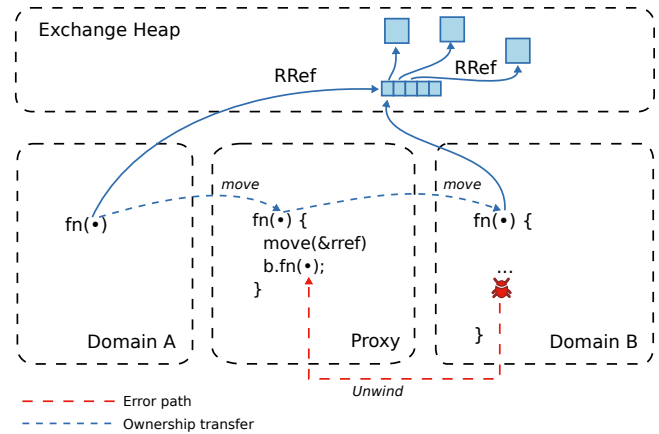 Exchange Heap
RRef
RRef
move
move
fn(•)
fn(•) {
move(&rref)
b.fn(•);
}
fn(•) {
...
}
Domain A
Proxy
Domain B
Unwind
Error path
Ownership transfer